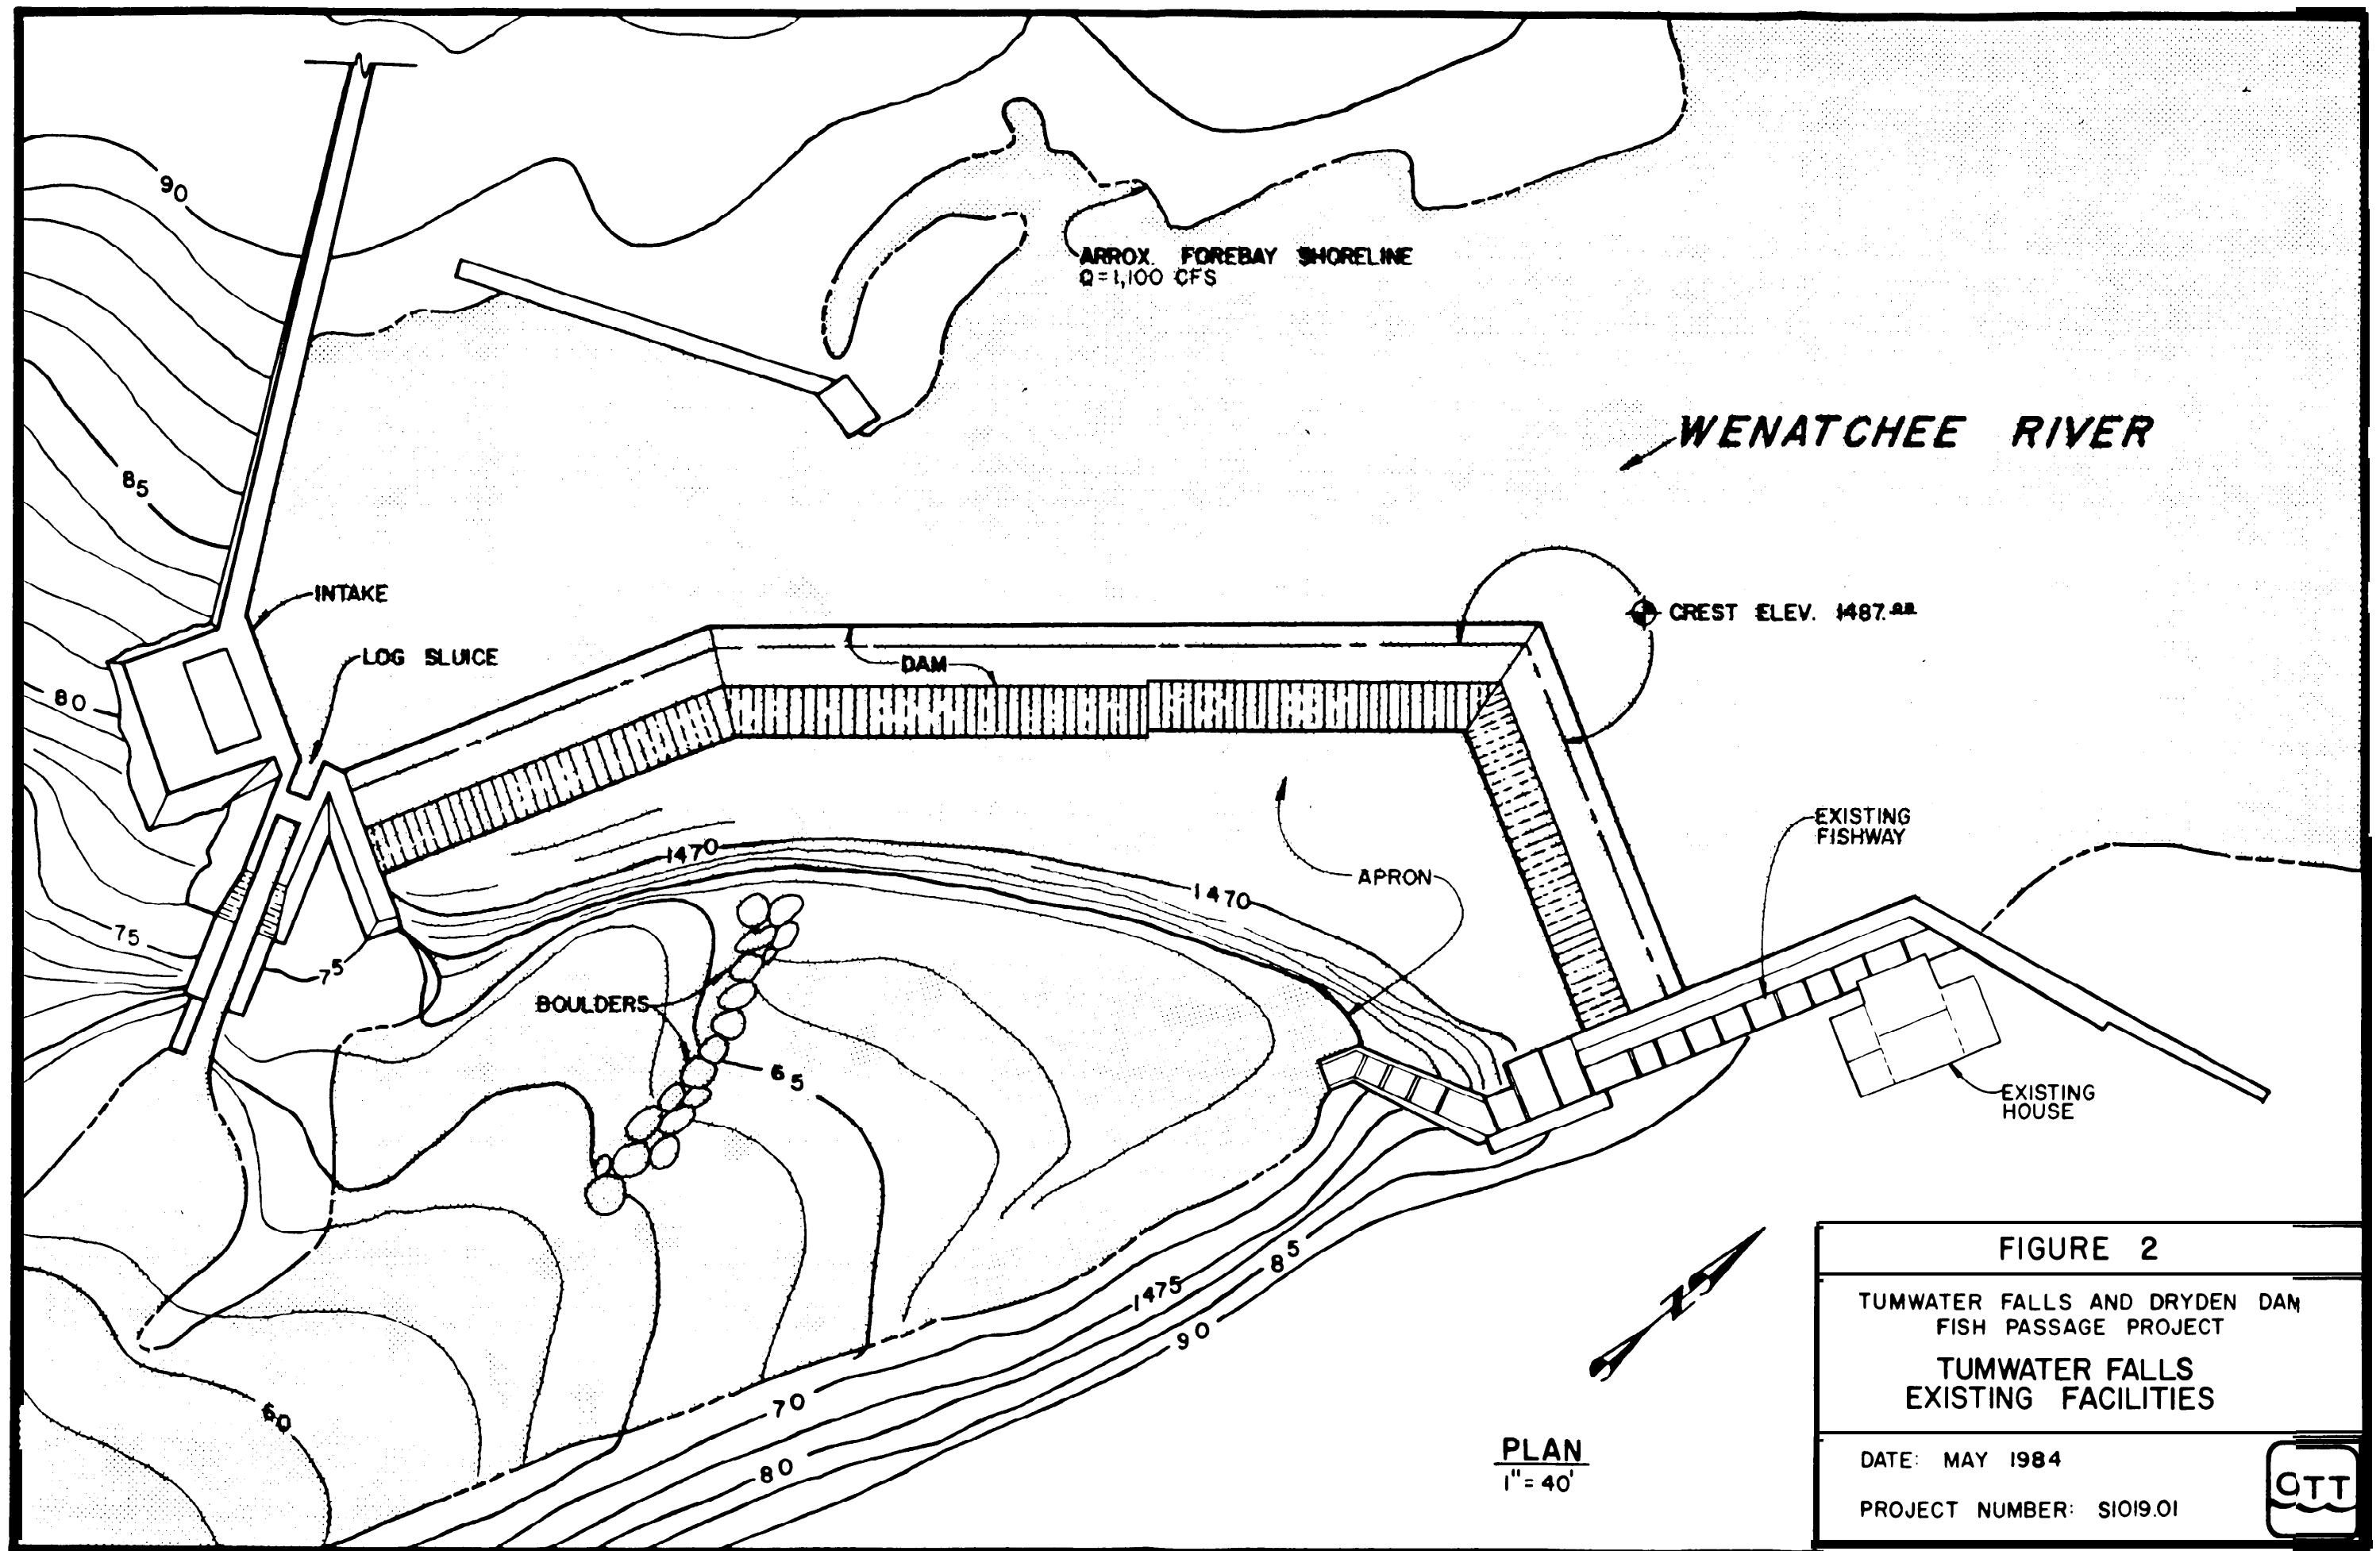 90
ARROX. FOREBAY SHORELINE
Q=1,100 CFS
WENATCHEE RIVER
85
INTAKE
CREST ELEV. 1487.
LOG SLUICE
DAM
80
EXISTING
FISHWAY
1470
APRON
1470
75
75
BOULDERS
65
EXISTING
HOUSE
85
1475
90
70
60
80
N
PLAN
1"=40'
FIGURE 2
TUMWATER FALLS AND DRYDEN DAM
FISH PASSAGE PROJECT
TUMWATER FALLS
EXISTING FACILITIES
DATE: MAY 1984
PROJECT NUMBER: S1019.01
OTT